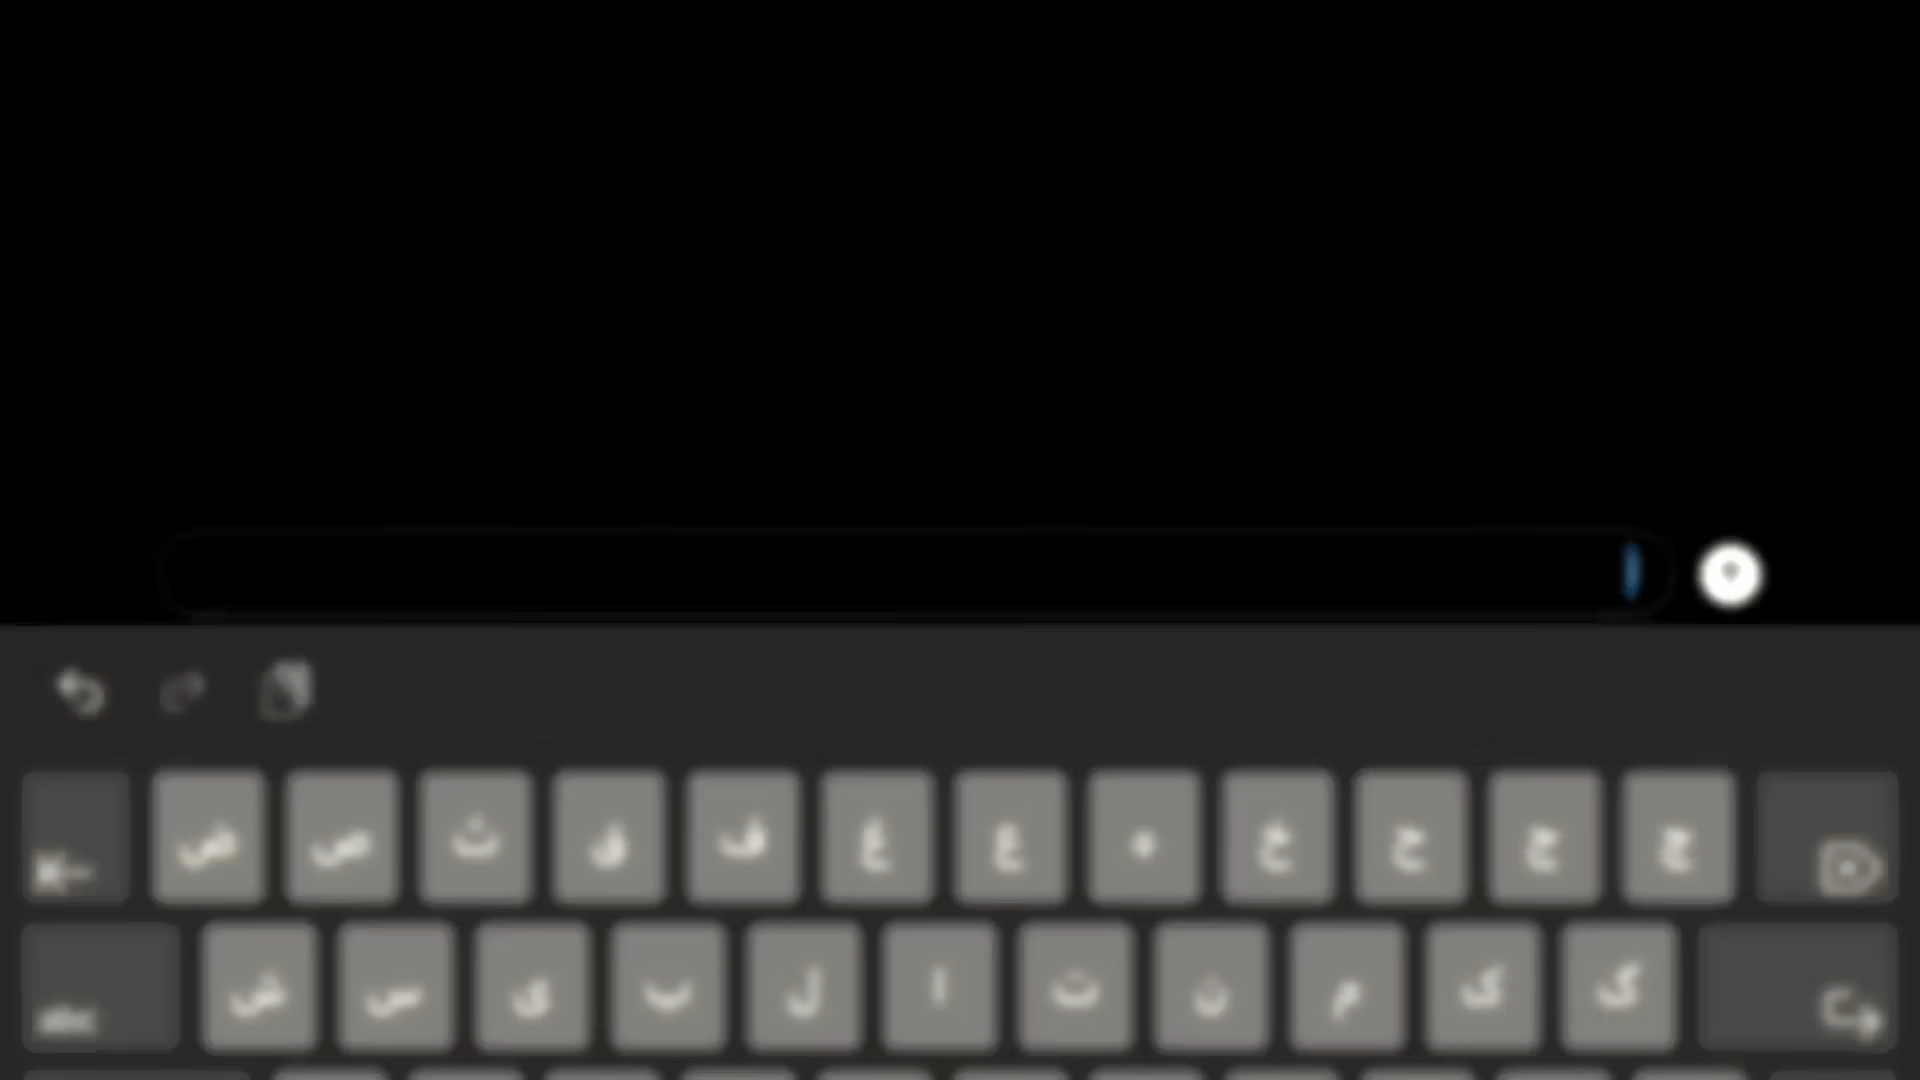 ض ص ث ق ف غ ع ه خ ح ج چ
abc ش س ی ب ل ا ت ن م ک گ